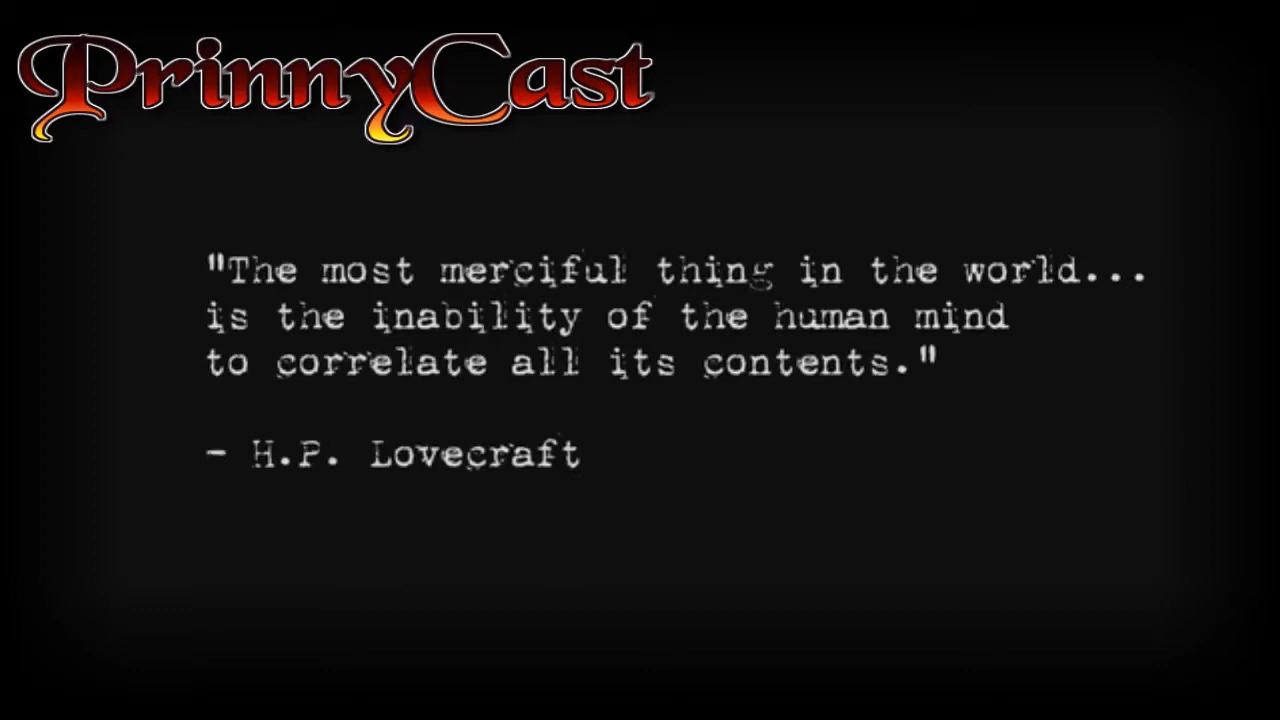 PrinnyCast
"The most merciful thing in the world...
is the inability of the human mind
to correlate all its contents."
- H.P. Lovecraft